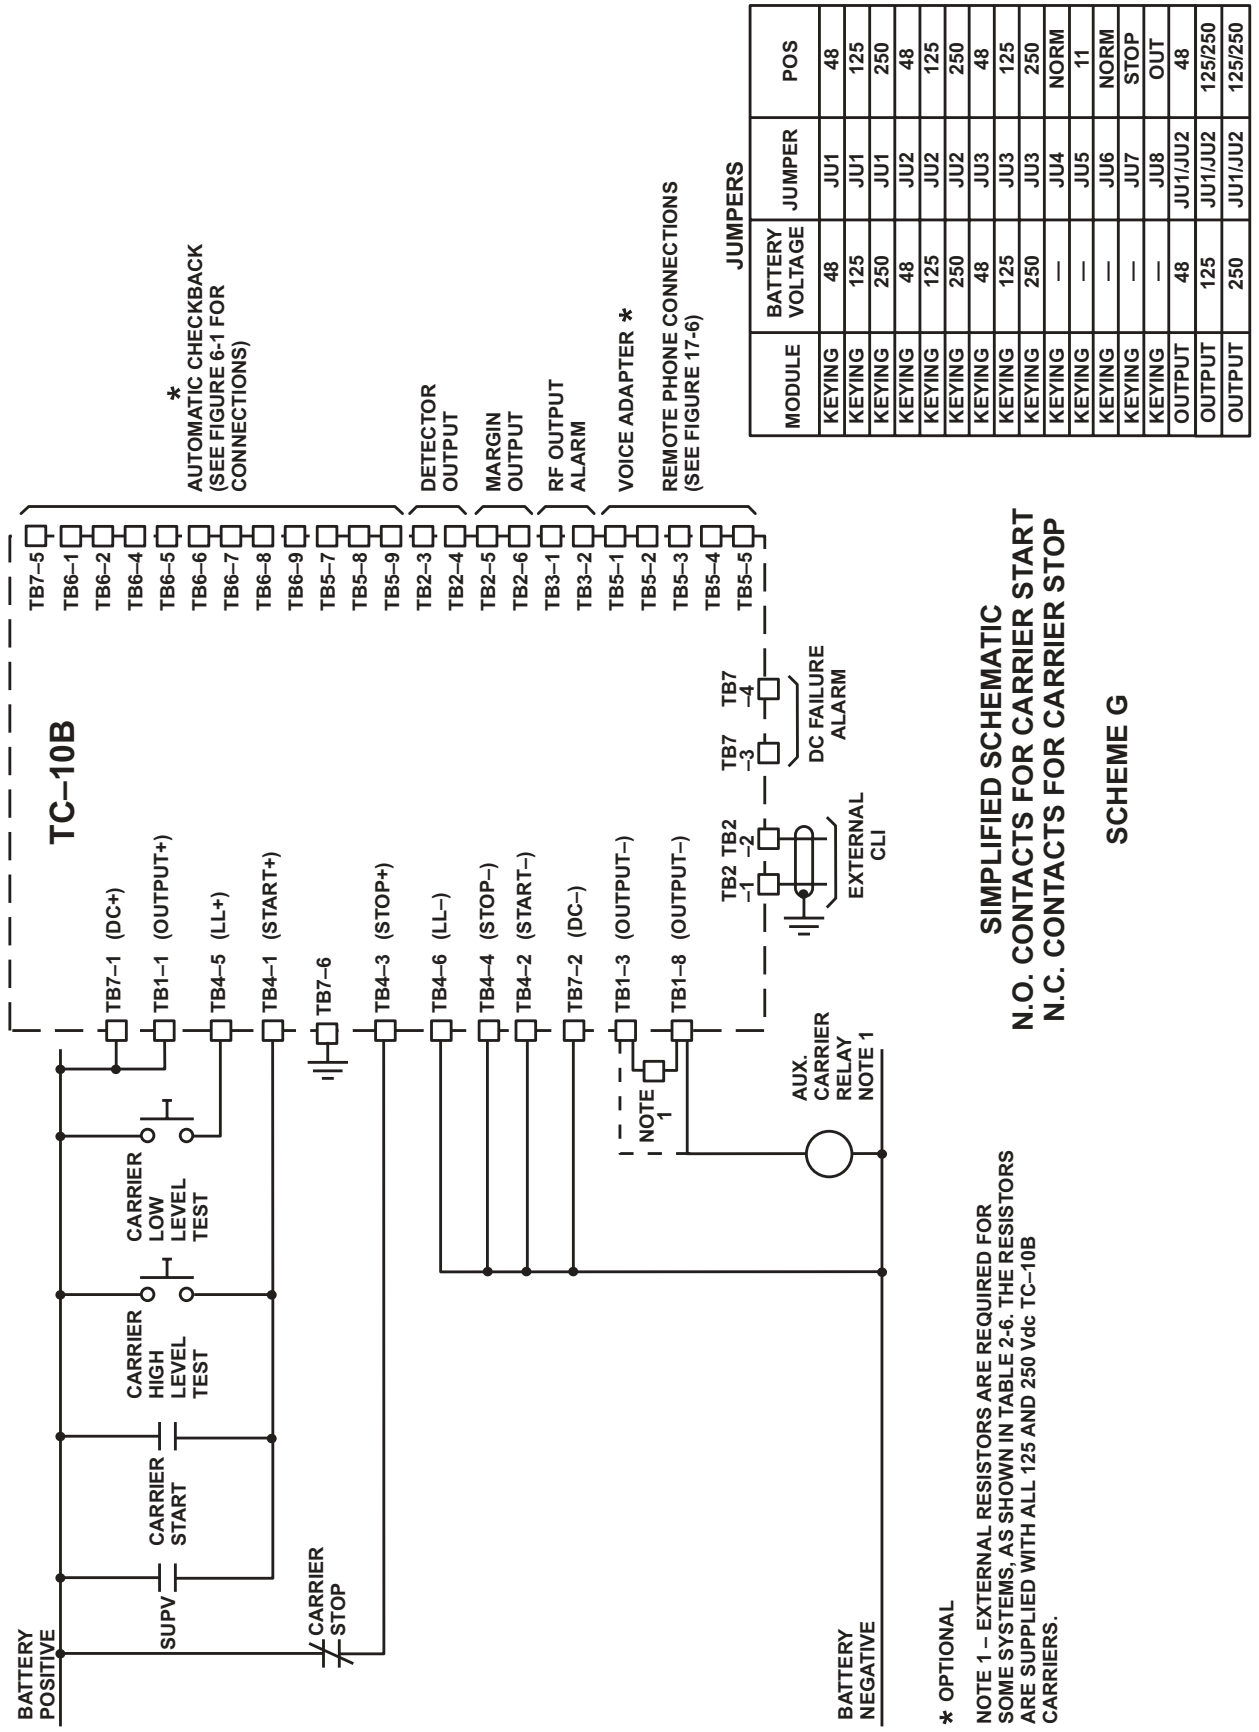 BATTERY
POSITIVE
SUPV
CARRIER
START
CARRIER
HIGH
LEVEL
TEST
CARRIER
LOW
LEVEL
TEST
CARRIER
STOP
TC–10B
TB7–1 (DC+)
TB1–1 (OUTPUT+)
TB4–5 (LL+)
TB4–1 (START+)
TB7–6
TB4–3 (STOP+)
TB4–6 (LL–)
TB4–4 (STOP–)
TB4–2 (START–)
TB7–2 (DC–)
TB1–3 (OUTPUT–)
TB1–8 (OUTPUT–)
NOTE
1
AUX.
CARRIER
RELAY
NOTE 1
BATTERY
NEGATIVE
TB2
–1
TB2
–2
EXTERNAL
CLI
TB7
–3
TB7
–4
DC FAILURE
ALARM
TB7–5
TB6–1
TB6–2
TB6–4
TB6–5
TB6–6
TB6–7
TB6–8
TB6–9
TB5–7
TB5–8
TB5–9
TB2–3
TB2–4
TB2–5
TB2–6
TB3–1
TB3–2
TB5–1
TB5–2
TB5–3
TB5–4
TB5–5
*
AUTOMATIC CHECKBACK
(SEE FIGURE 6-1 FOR
CONNECTIONS)
DETECTOR
OUTPUT
MARGIN
OUTPUT
RF OUTPUT
ALARM
VOICE ADAPTER *
REMOTE PHONE CONNECTIONS
(SEE FIGURE 17-6)
JUMPERS
MODULE BATTERY VOLTAGE JUMPER POS
KEYING 48 JU1 48
KEYING 125 JU1 125
KEYING 250 JU1 250
KEYING 48 JU2 48
KEYING 125 JU2 125
KEYING 250 JU2 250
KEYING 48 JU3 48
KEYING 125 JU3 125
KEYING 250 JU3 250
KEYING — JU4 NORM
KEYING — JU5 11
KEYING — JU6 NORM
KEYING — JU7 STOP
KEYING — JU8 OUT
OUTPUT 48 JU1/JU2 48
OUTPUT 125 JU1/JU2 125/250
OUTPUT 250 JU1/JU2 125/250
* OPTIONAL
NOTE 1 – EXTERNAL RESISTORS ARE REQUIRED FOR
SOME SYSTEMS, AS SHOWN IN TABLE 2-6. THE RESISTORS
ARE SUPPLIED WITH ALL 125 AND 250 Vdc TC–10B
CARRIERS.
SIMPLIFIED SCHEMATIC
N.O. CONTACTS FOR CARRIER START
N.C. CONTACTS FOR CARRIER STOP
SCHEME G